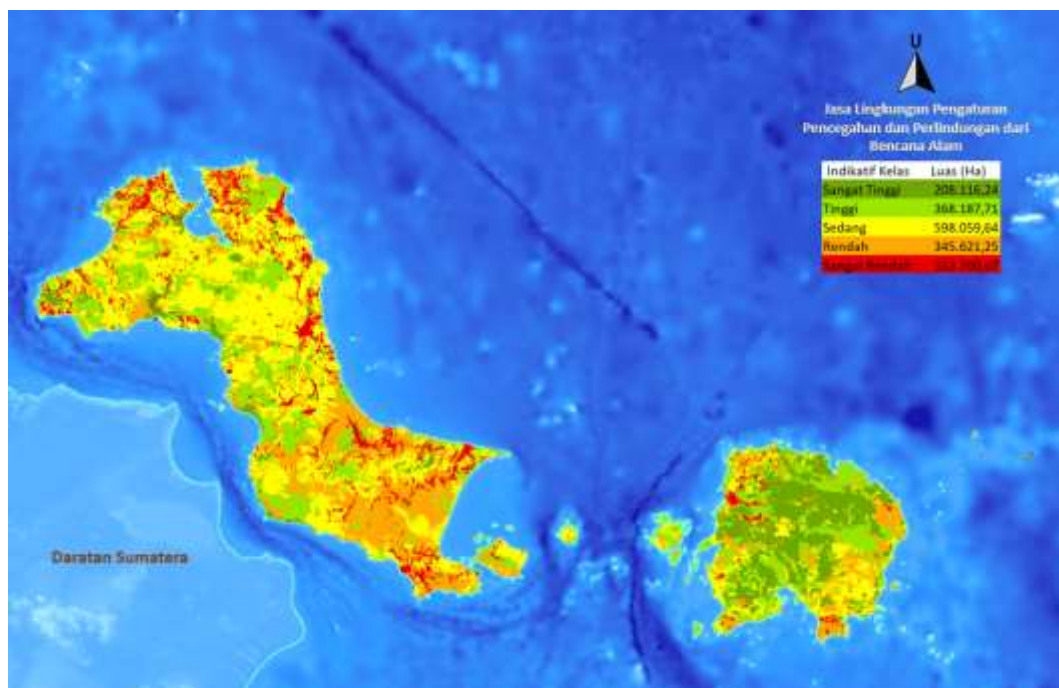 U
Jasa Lingkungan Pengaturan
Pencegahan dan Perlindungan dari
Bencana Alam
Indikatif Kelas Luas (Ha)
Sangat Tinggi 208.116,24
Tinggi 368.187,71
Sedang 598.059,64
Rendah 345.621,25
Sangat Rendah
Daratan Sumatera